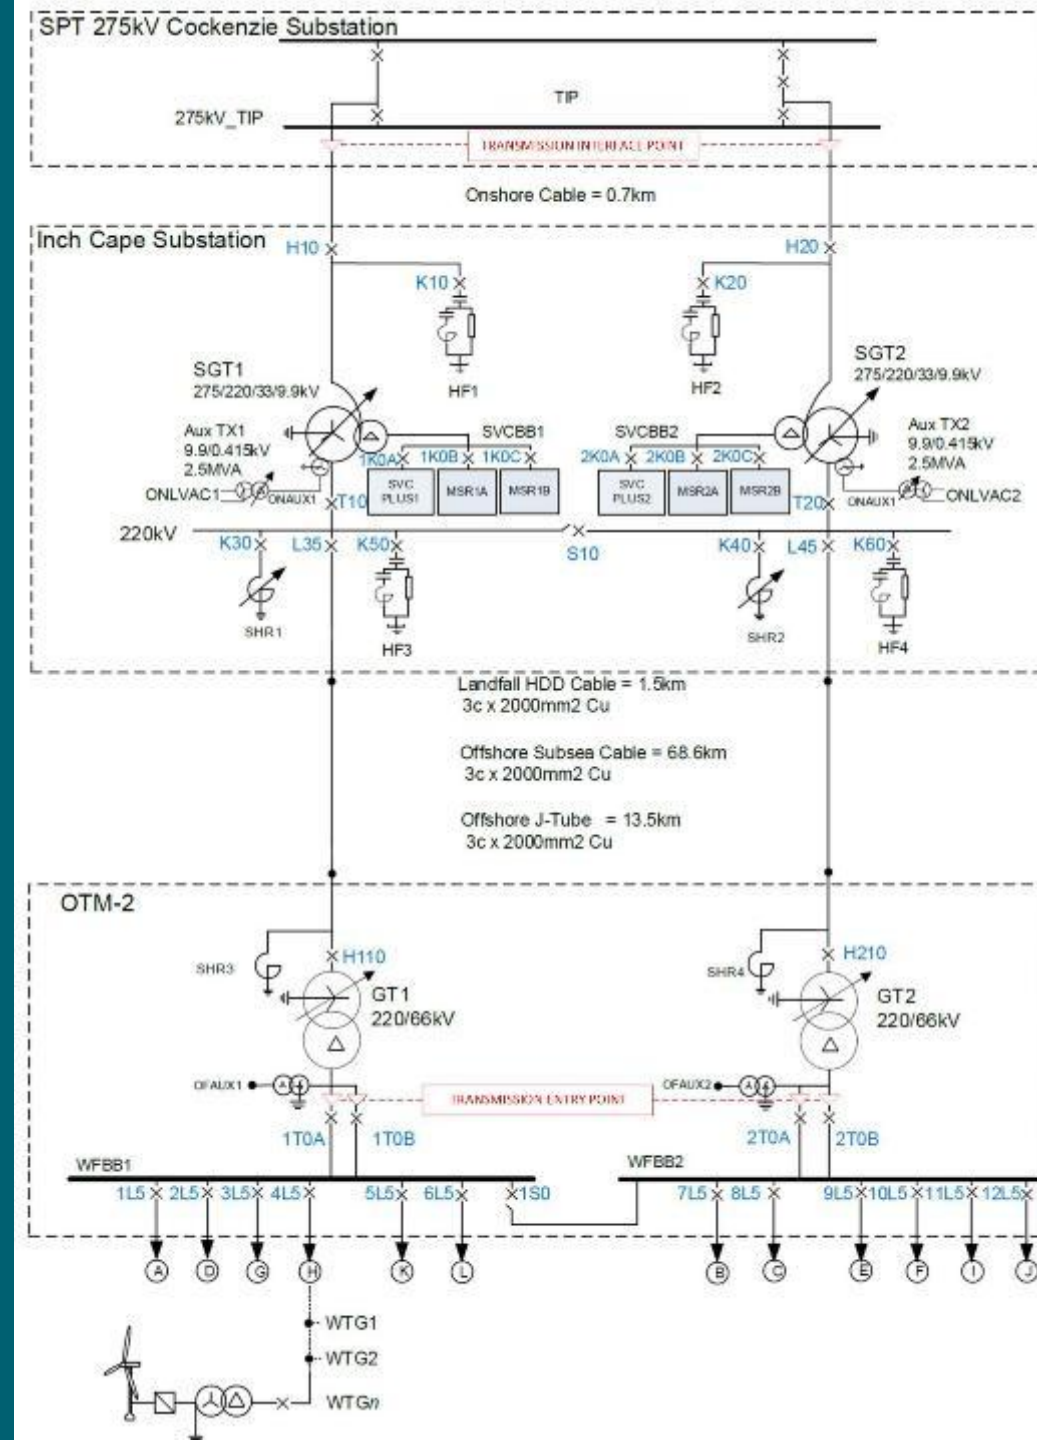 SPT 275kV Cockenzie Substation
TIP
275kV_TIP
TRANSMISSION INTERFACE POINT
Onshore Cable = 0.7km
Inch Cape Substation
H10
H20
K10
K20
SGT1
275/220/33/9.9kV
HF1
HF2
SGT2
275/220/33/9.9kV
Aux TX1
9.9/0.415kV
2.5MVA
SVCBB1
SVCBB2
Aux TX2
9.9/0.415kV
2.5MVA
1K0A
1K0B
1K0C
2K0A
2K0B
2K0C
SVC
PLUS1
MSR1A
MSR1B
SVC
PLUS2
MSR2A
MSR2B
ONLVAC1
ONAUX1
T10
T20
ONAUX1
ONLVAC2
220kV
K30
L35
K50
S10
K40
L45
K60
SHR1
HF3
SHR2
HF4
Landfall HDD Cable = 1.5km
3c x 2000mm2 Cu
Offshore Subsea Cable = 68.6km
3c x 2000mm2 Cu
Offshore J-Tube = 13.5km
3c x 2000mm2 Cu
OTM-2
SHR3
H110
SHR4
H210
GT1
220/66kV
GT2
220/66kV
OFAUX1
OFAUX2
TRANSMISSION ENTRY POINT
1T0A
1T0B
2T0A
2T0B
WFBB1
WFBB2
1L5
2L5
3L5
4L5
5L5
6L5
1S0
7L5
8L5
9L5
10L5
11L5
12L5
A
D
G
H
K
L
B
C
E
F
I
J
WTG1
WTG2
WTGn